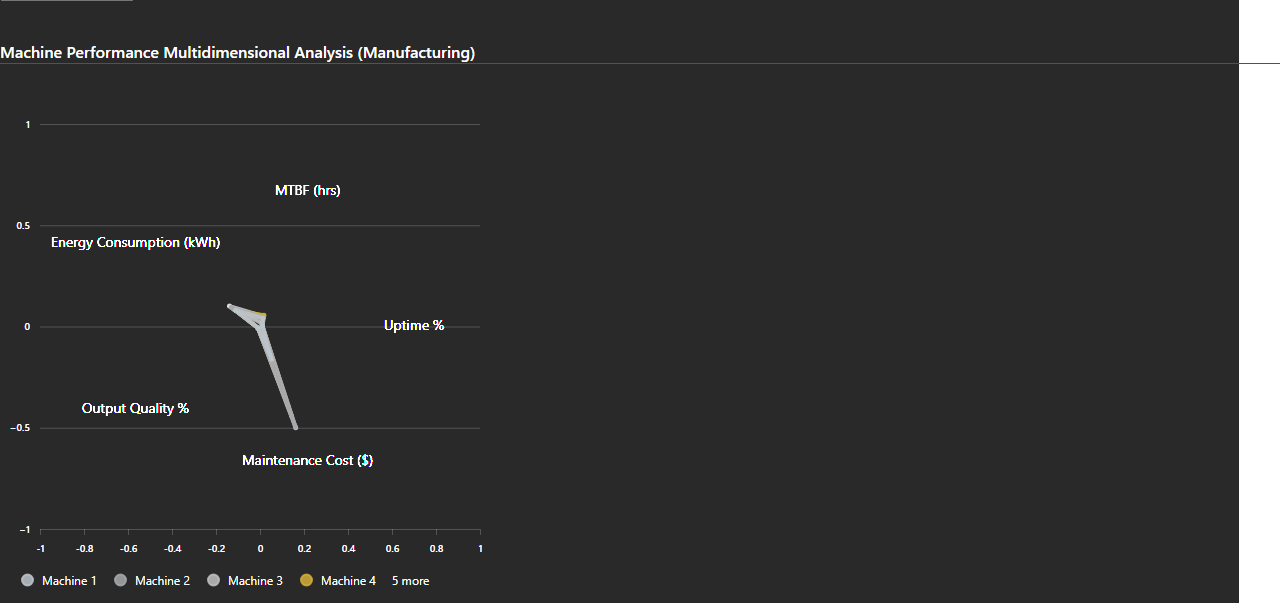 Machine Performance Multidimensional Analysis (Manufacturing)
1
MTBF (hrs)
0.5
Energy Consumption (kWh)
0
Uptime %
Output Quality %
−0.5
Maintenance Cost ($)
−1
-1 -0.8 -0.6 -0.4 -0.2 0 0.2 0.4 0.6 0.8 1
Machine 1 Machine 2 Machine 3 Machine 4 5 more